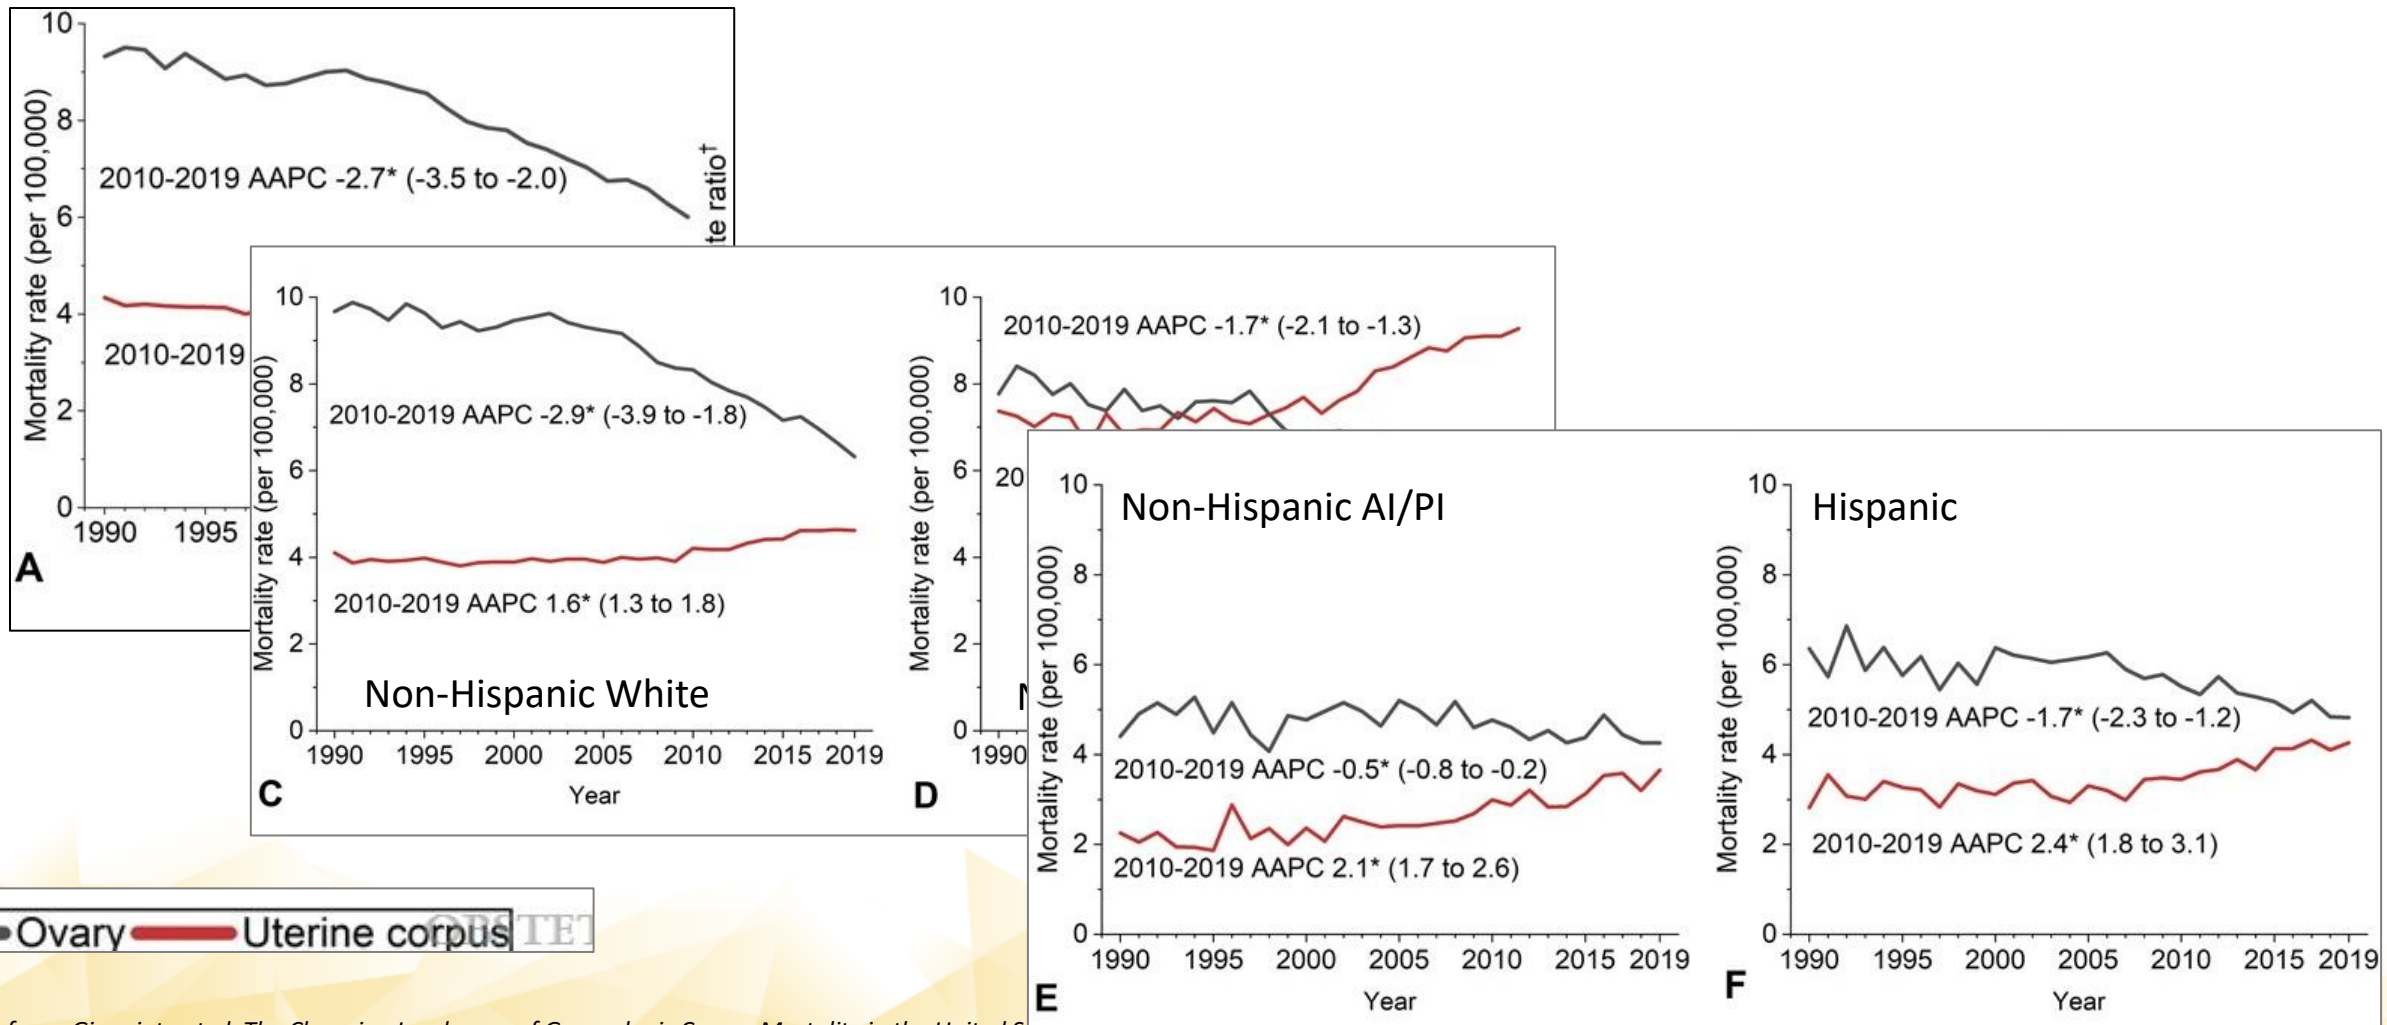 10
8
6
4
2
0
Mortality rate (per 100,000)
2010-2019 AAPC -2.7* (-3.5 to -2.0)
2010-2019
1990 1995
A
te ratio†
10
8
6
4
2
0
Mortality rate (per 100,000)
2010-2019 AAPC -2.9* (-3.9 to -1.8)
2010-2019 AAPC 1.6* (1.3 to 1.8)
Non-Hispanic White
1990 1995 2000 2005 2010 2015 2019
Year
C
10
8
6
4
2
0
Mortality rate (per 100,000)
2010-2019 AAPC -1.7* (-2.1 to -1.3)
20
1990
D
10
8
6
4
2
0
Mortality rate (per 100,000)
Non-Hispanic AI/PI
2010-2019 AAPC -0.5* (-0.8 to -0.2)
2010-2019 AAPC 2.1* (1.7 to 2.6)
1990 1995 2000 2005 2010 2015 2019
Year
E
10
8
6
4
2
0
Mortality rate (per 100,000)
Hispanic
2010-2019 AAPC -1.7* (-2.3 to -1.2)
2010-2019 AAPC 2.4* (1.8 to 3.1)
1990 1995 2000 2005 2010 2015 2019
Year
F
Ovary Uterine corpus